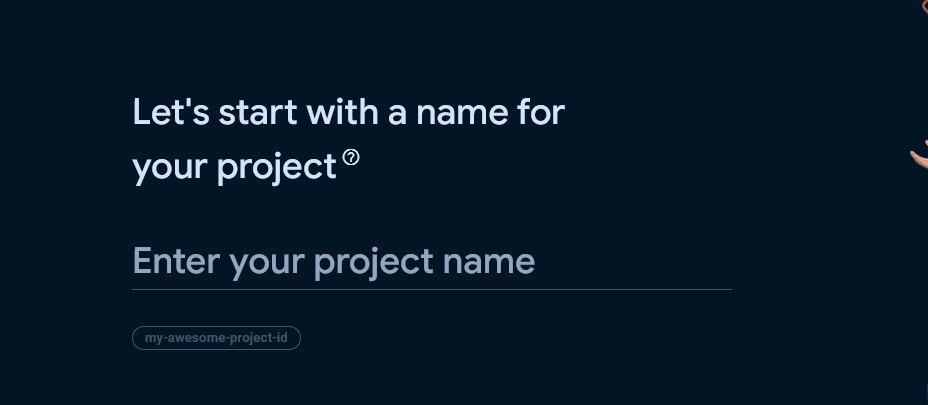 Let's start with a name for
your project
Enter your project name
my-awesome-project-id